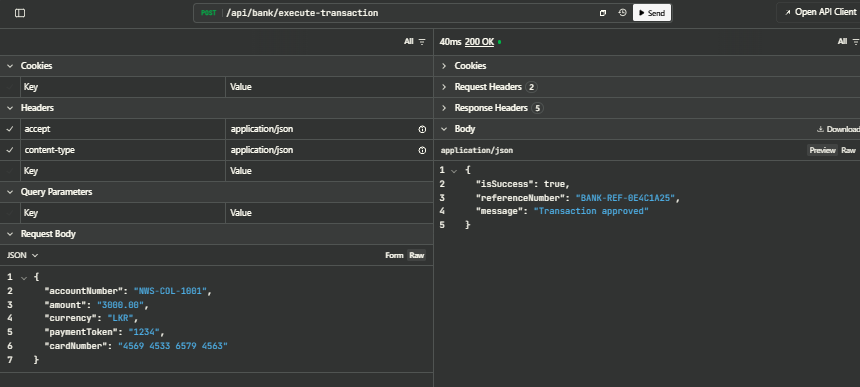 POST /api/bank/execute-transaction Send Open API Client
All
Cookies
Key Value
Headers
accept application/json
content-type application/json
Key Value
Query Parameters
Key Value
Request Body
JSON Form Raw
1 {
2 "accountNumber": "NWS-COL-1001",
3 "amount": "3000.00",
4 "currency": "LKR",
5 "paymentToken": "1234",
6 "cardNumber": "4569 4533 6579 4563"
7 }
40ms 200 OK All
Cookies
Request Headers 2
Response Headers 5
Body Download
application/json Preview Raw
1 {
2 "isSuccess": true,
3 "referenceNumber": "BANK-REF-0E4C1A25",
4 "message": "Transaction approved"
5 }